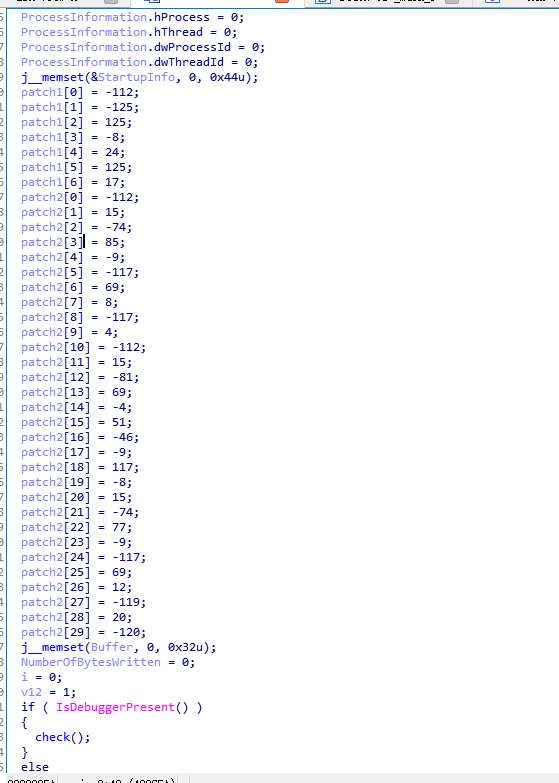 ProcessInformation.hProcess = 0;
ProcessInformation.hThread = 0;
ProcessInformation.dwProcessId = 0;
ProcessInformation.dwThreadId = 0;
j__memset(&StartupInfo, 0, 0x44u);
patch1[0] = -112;
patch1[1] = -125;
patch1[2] = 125;
patch1[3] = -8;
patch1[4] = 24;
patch1[5] = 125;
patch1[6] = 17;
patch2[0] = -112;
patch2[1] = 15;
patch2[2] = -74;
patch2[3] = 85;
patch2[4] = -9;
patch2[5] = -117;
patch2[6] = 69;
patch2[7] = 8;
patch2[8] = -117;
patch2[9] = 4;
patch2[10] = -112;
patch2[11] = 15;
patch2[12] = -81;
patch2[13] = 69;
patch2[14] = -4;
patch2[15] = 51;
patch2[16] = -46;
patch2[17] = -9;
patch2[18] = 117;
patch2[19] = -8;
patch2[20] = 15;
patch2[21] = -74;
patch2[22] = 77;
patch2[23] = -9;
patch2[24] = -117;
patch2[25] = 69;
patch2[26] = 12;
patch2[27] = -119;
patch2[28] = 20;
patch2[29] = -120;
j__memset(Buffer, 0, 0x32u);
NumberOfBytesWritten = 0;
i = 0;
v12 = 1;
if ( IsDebuggerPresent() )
{
check();
}
else